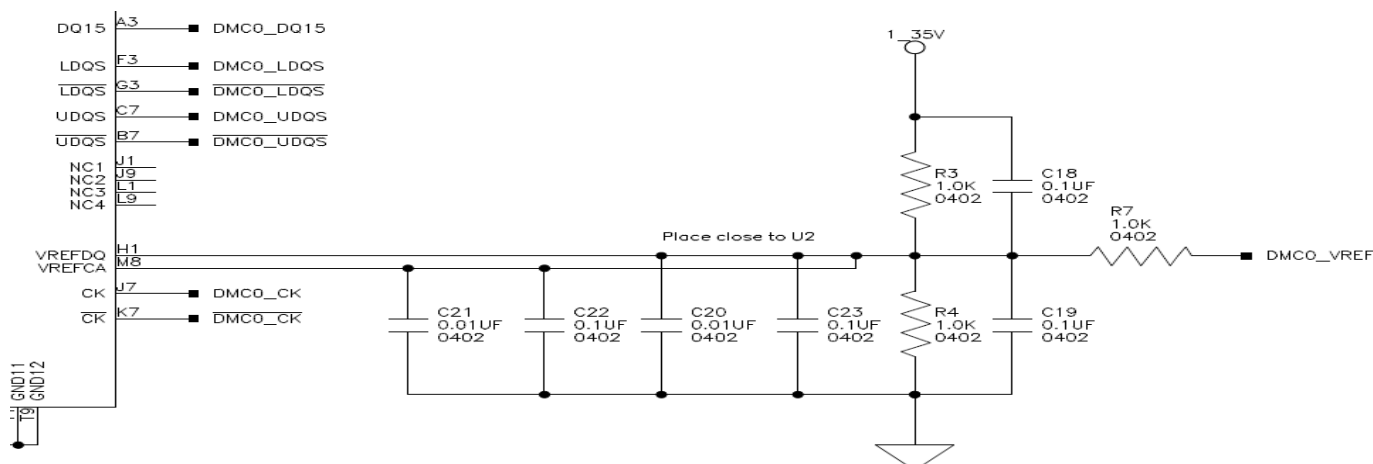 DQ15 A3 DMC0_DQ15
LDQS F3 DMC0_LDQS
LDQS G3 DMC0_LDQS
UDQS C7 DMC0_UDQS
UDQS B7 DMC0_UDQS
NC1 J1
NC2 J9
NC3 L1
NC4 L9
VREFDQ H1
VREFCA M8
CK J7 DMC0_CK
CK K7 DMC0_CK
GND11
GND12
T9
1_35V
R3
1.0K
0402
C18
0.1UF
0402
R7
1.0K
0402
Place close to U2
DMC0_VREF
C21
0.01UF
0402
C22
0.1UF
0402
C20
0.01UF
0402
C23
0.1UF
0402
R4
1.0K
0402
C19
0.1UF
0402